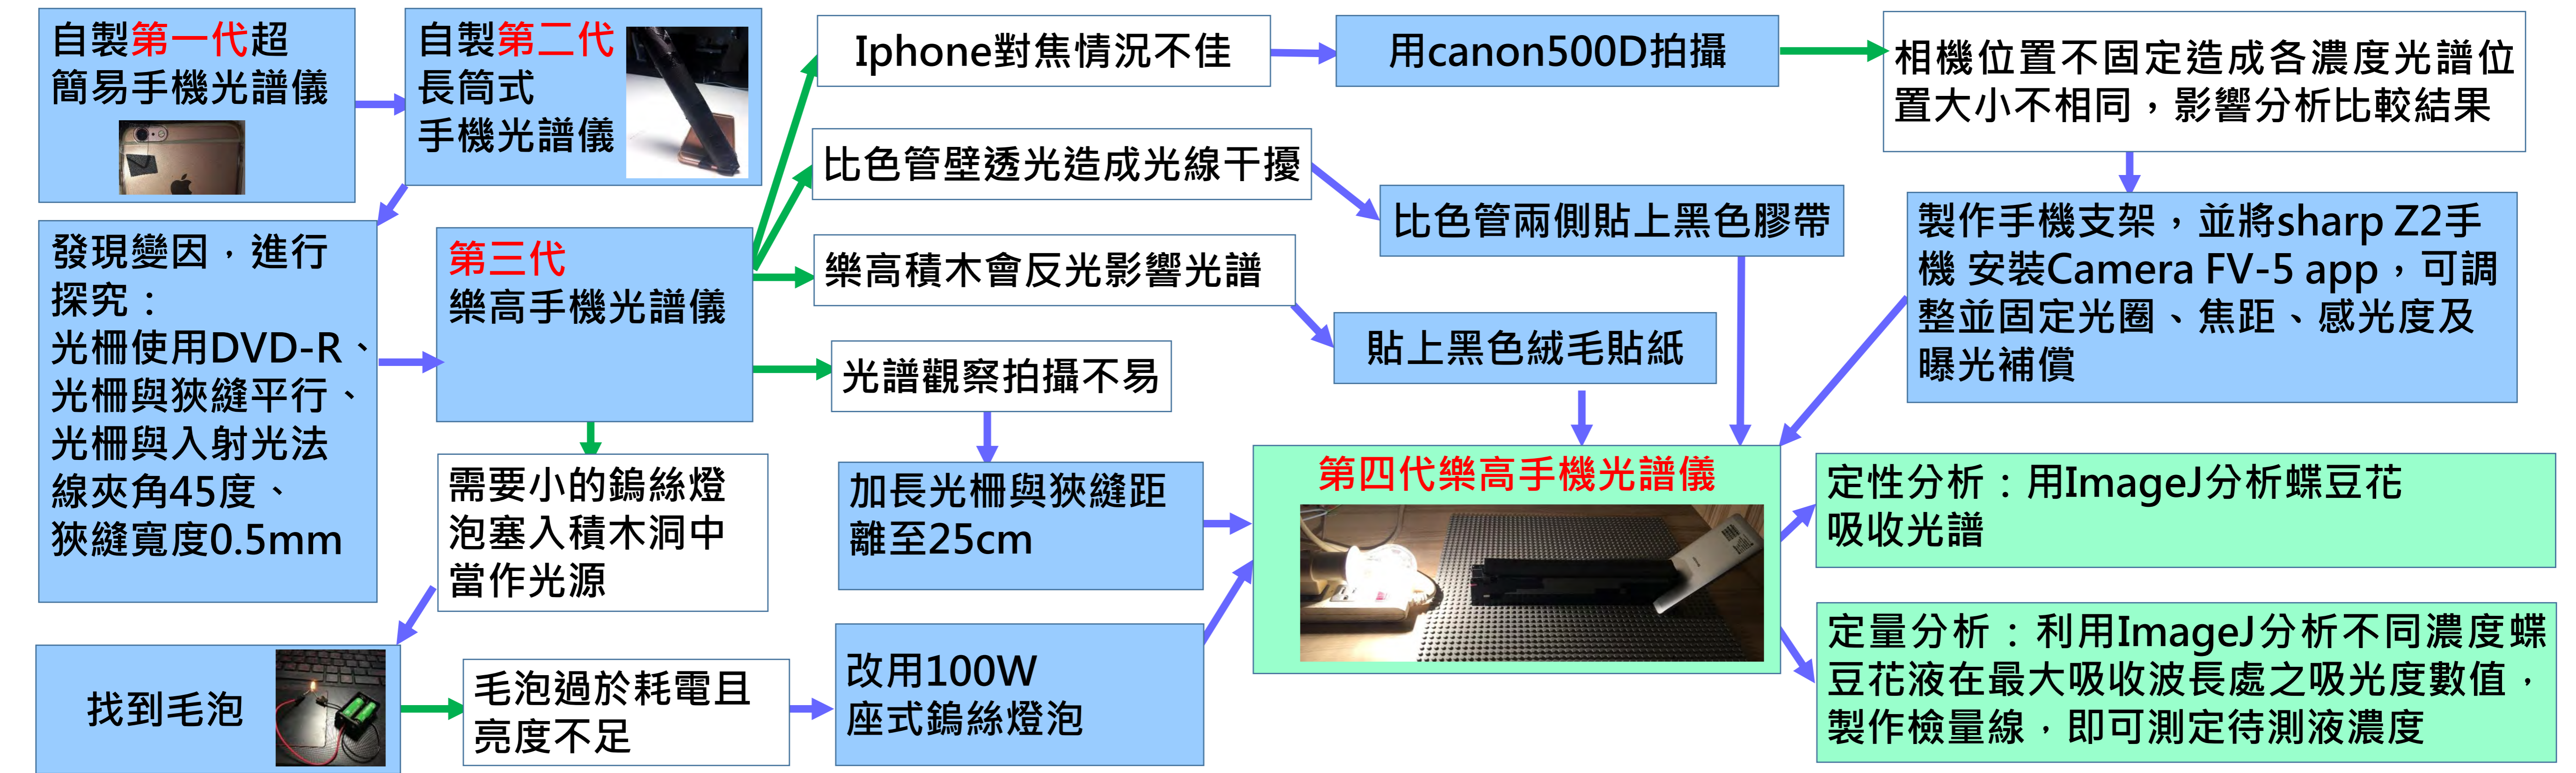 自製第一代超
簡易手機光譜儀
自製第二代
長筒式
手機光譜儀
發現變因，進行
探究：
光柵使用DVD-R、
光柵與狹縫平行、
光柵與入射光法
線夾角45度、
狹縫寬度0.5mm
第三代
樂高手機光譜儀
Iphone對焦情況不佳
用canon500D拍攝
相機位置不固定造成各濃度光譜位
置大小不相同，影響分析比較結果
比色管壁透光造成光線干擾
比色管兩側貼上黑色膠帶
製作手機支架，並將sharp Z2手
機 安裝Camera FV-5 app，可調
整並固定光圈、焦距、感光度及
曝光補償
樂高積木會反光影響光譜
貼上黑色絨毛貼紙
光譜觀察拍攝不易
加長光柵與狹縫距
離至25cm
需要小的鎢絲燈
泡塞入積木洞中
當作光源
找到毛泡
毛泡過於耗電且
亮度不足
改用100W
座式鎢絲燈泡
第四代樂高手機光譜儀
定性分析：用ImageJ分析蝶豆花
吸收光譜
定量分析：利用ImageJ分析不同濃度蝶
豆花液在最大吸收波長處之吸光度數值，
製作檢量線，即可測定待測液濃度